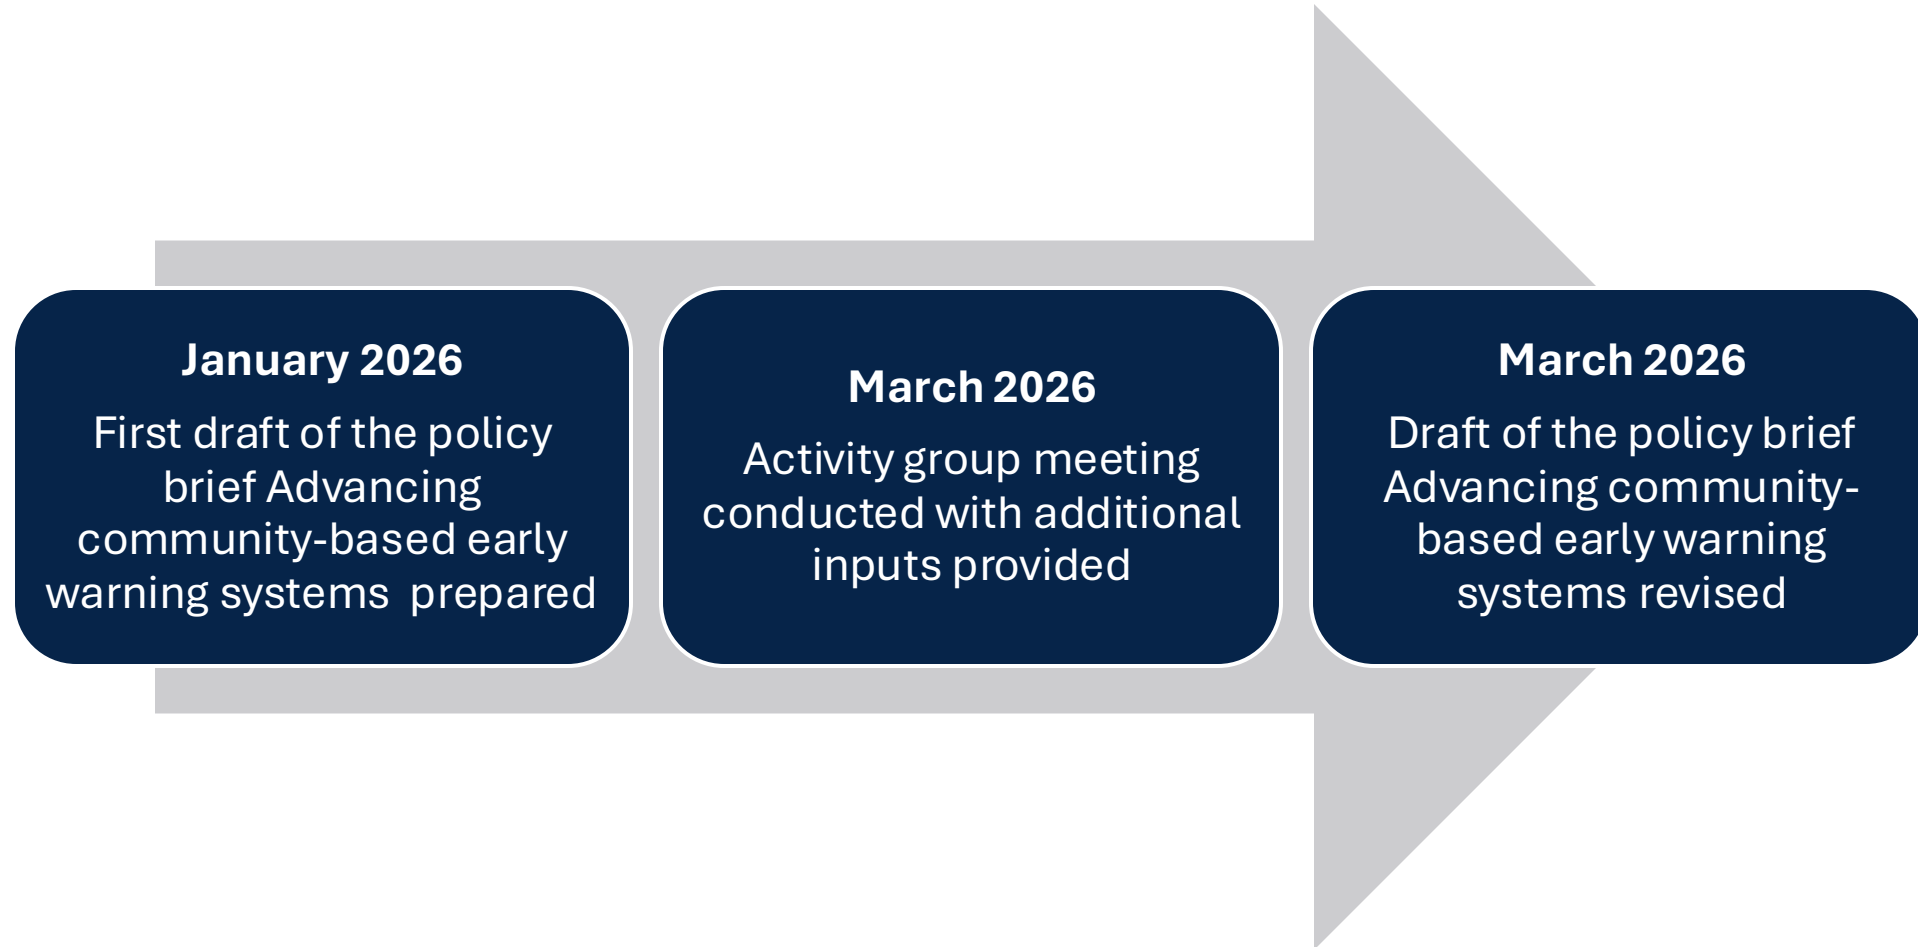 January 2026
First draft of the policy
brief Advancing
community-based early
warning systems  prepared
March 2026
Activity group meeting
conducted with additional
inputs provided
March 2026
Draft of the policy brief
Advancing community-
based early warning
systems revised